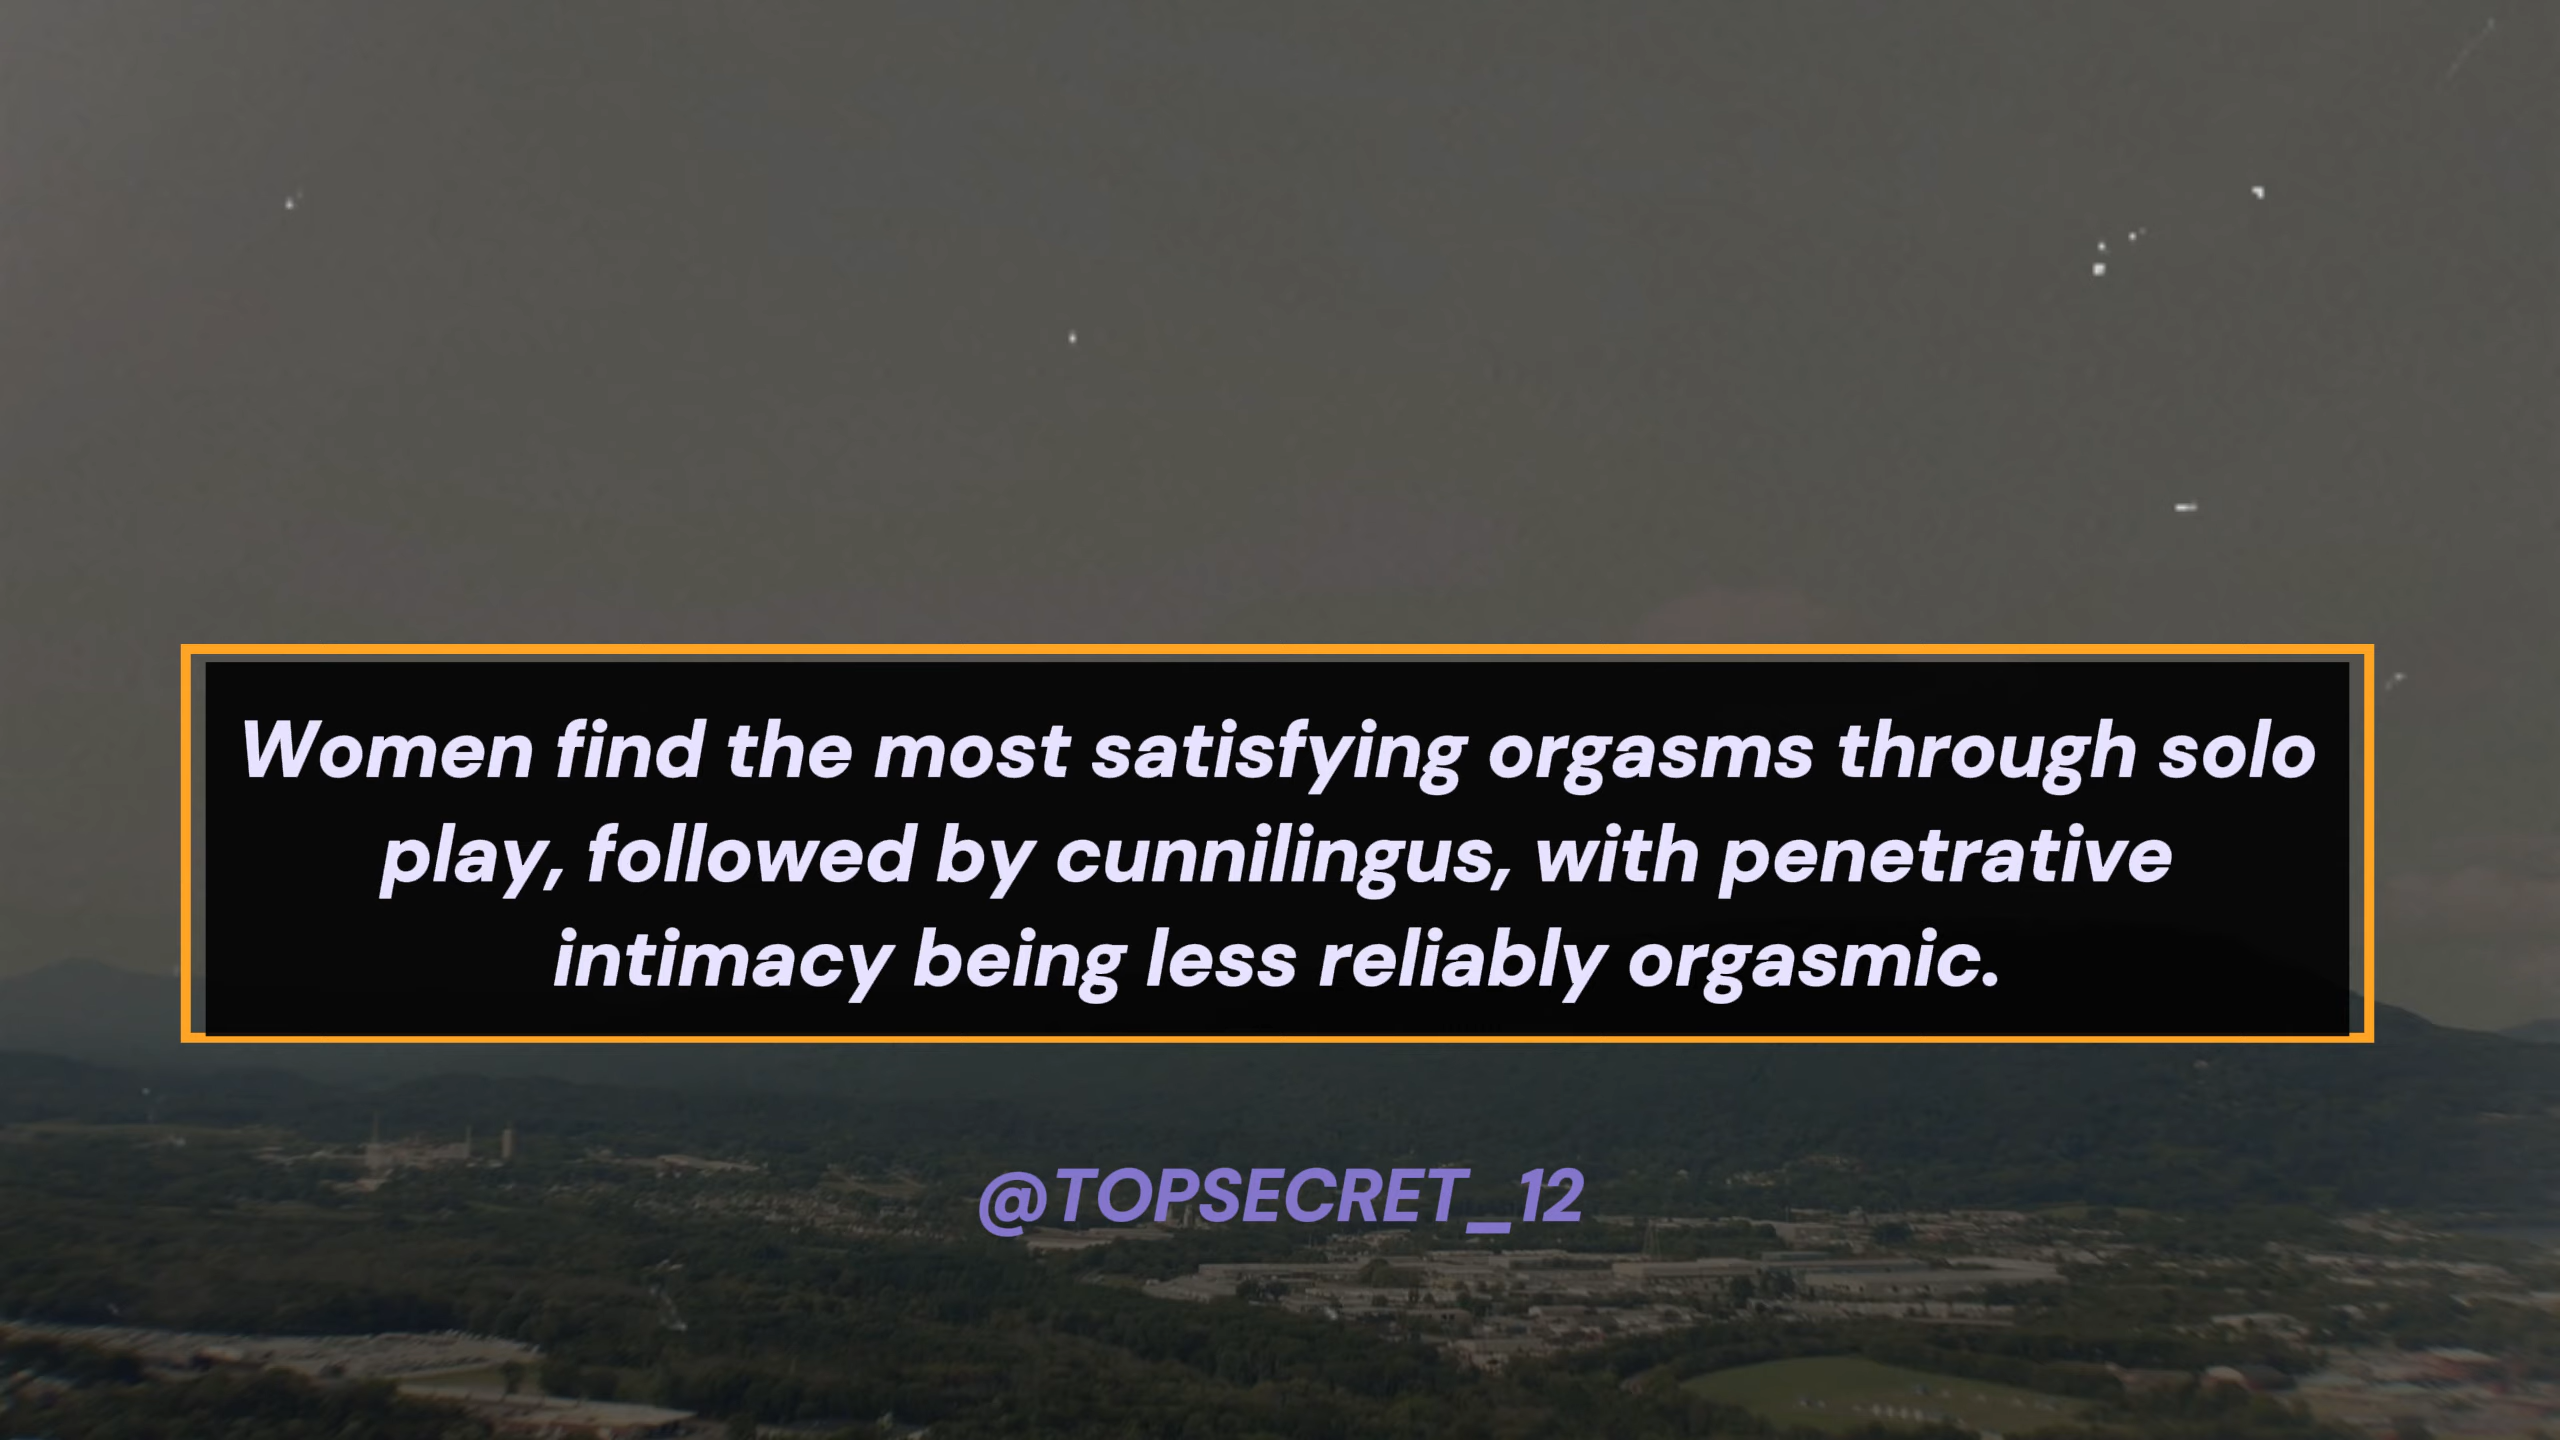 Women find the most satisfying orgasms through solo
play, followed by cunnilingus, with penetrative
intimacy being less reliably orgasmic.
@TOPSECRET_12